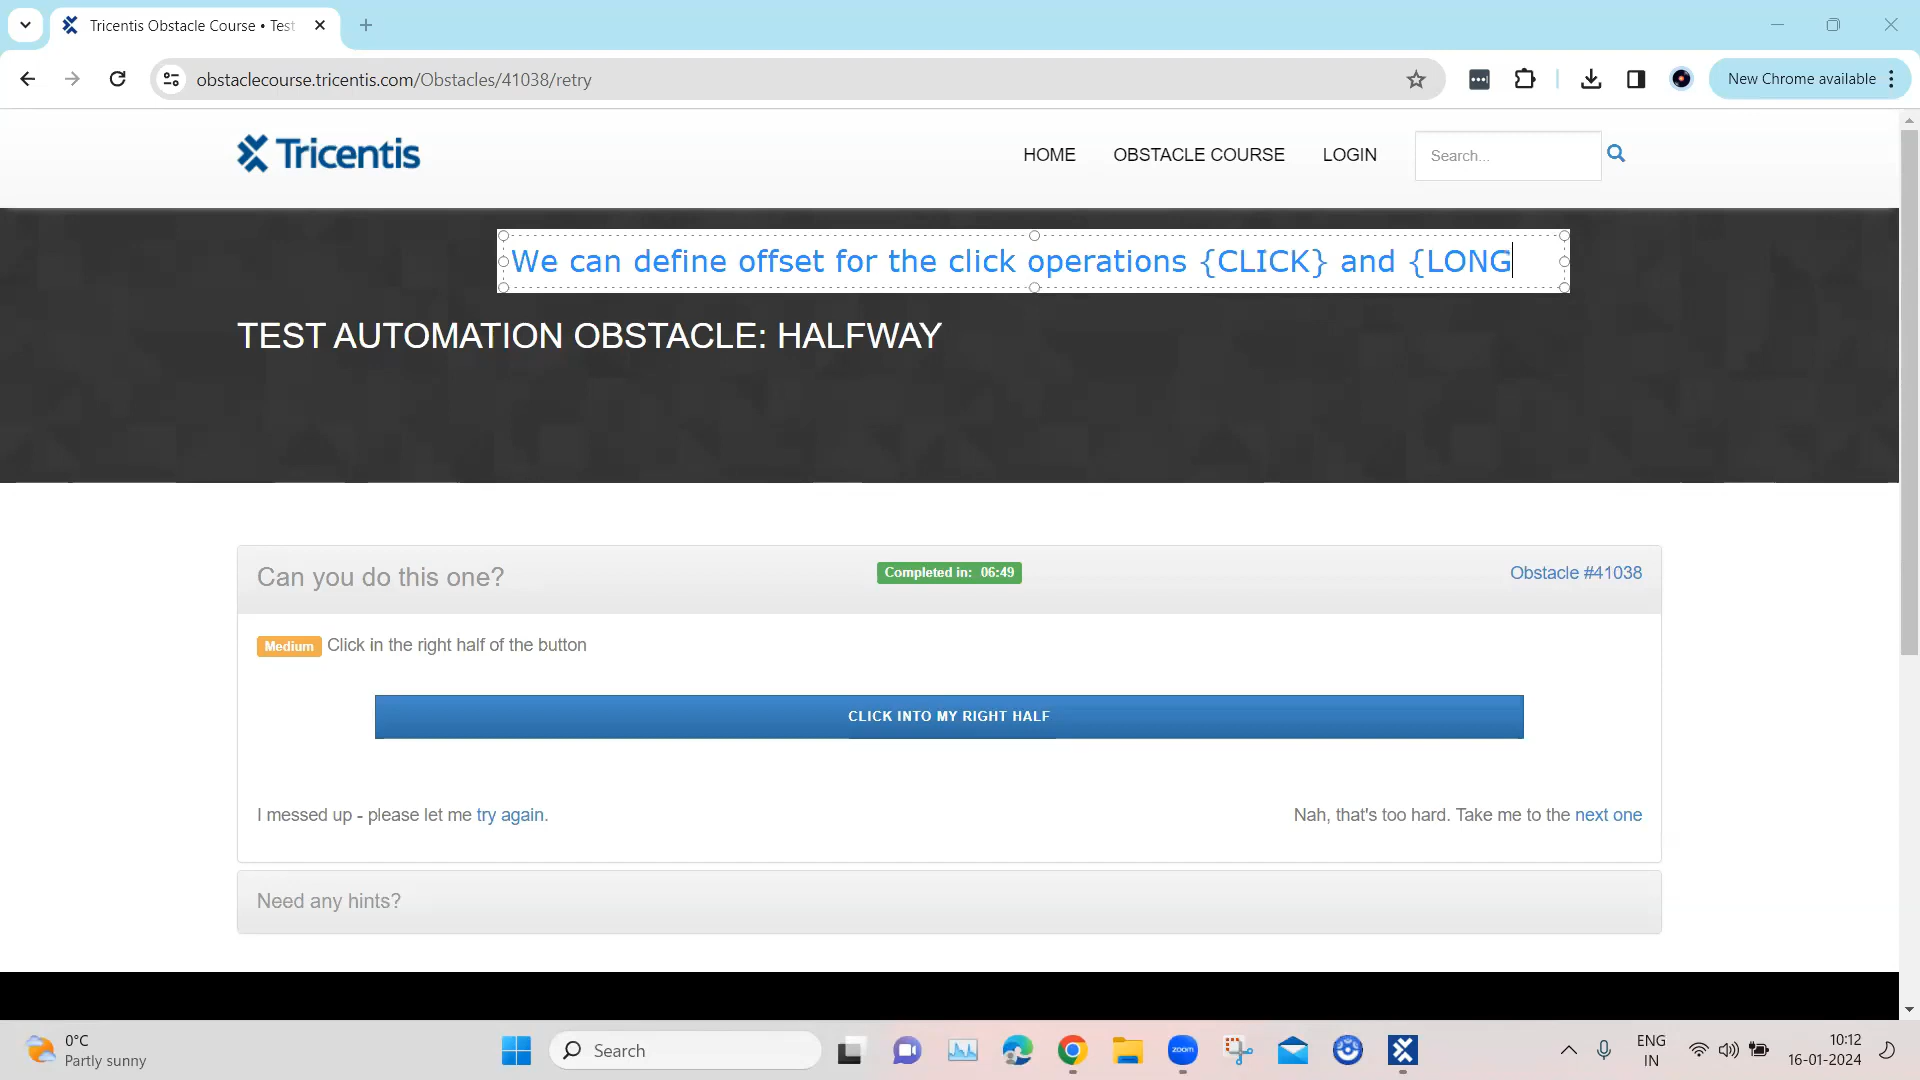 Tricentis Obstacle Course • Test
obstaclecourse.tricentis.com/Obstacles/41038/retry
New Chrome available
Tricentis
HOME
OBSTACLE COURSE
LOGIN
Search...
We can define offset for the click operations {CLICK} and {LONG
TEST AUTOMATION OBSTACLE: HALFWAY
Can you do this one?
Completed in: 06:49
Obstacle #41038
Medium Click in the right half of the button
CLICK INTO MY RIGHT HALF
I messed up - please let me try again.
Nah, that's too hard. Take me to the next one
Need any hints?
0°C
Partly sunny
Search
zoom
ENG
IN
10:12
16-01-2024